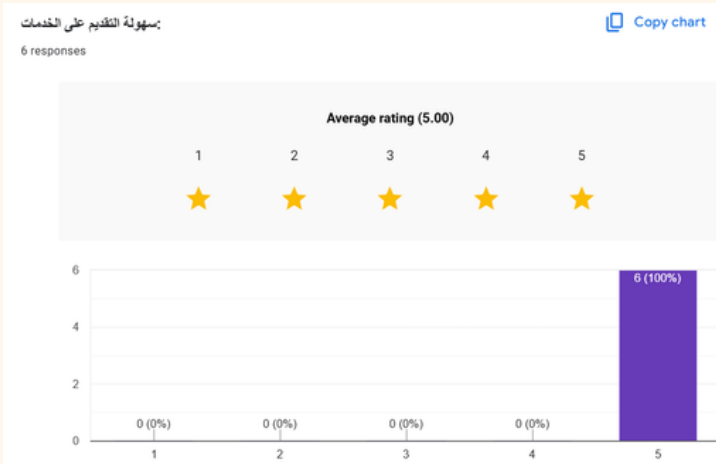 سهولة التقديم على الخدمات:
Copy chart
6 responses
Average rating (5.00)
1 2 3 4 5
6
4
2
0
0 (0%) 0 (0%) 0 (0%) 0 (0%) 6 (100%)
1 2 3 4 5